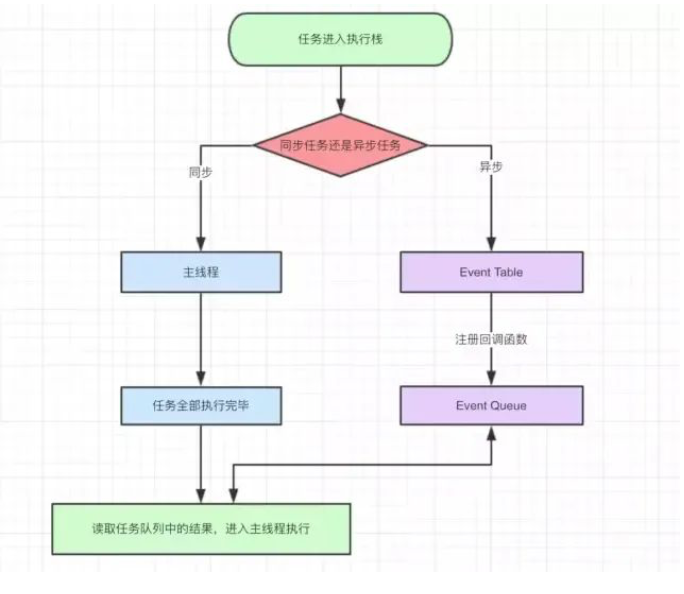 任务进入执行栈
同步任务还是异步任务
同步
异步
主线程
Event Table
注册回调函数
任务全部执行完毕
Event Queue
读取任务队列中的结果，进入主线程执行